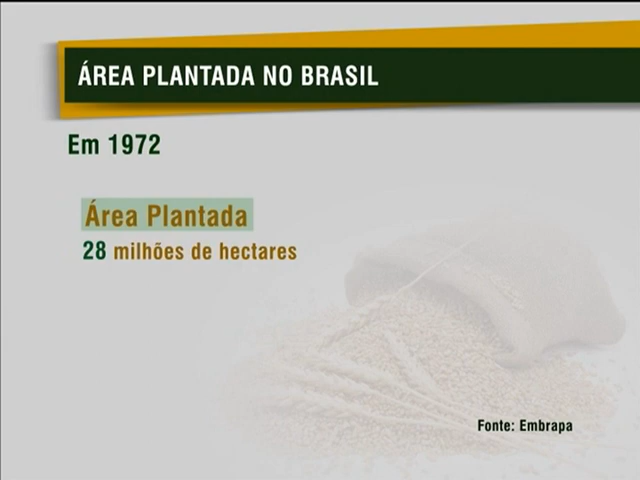 ÁREA PLANTADA NO BRASIL
Em 1972
Área Plantada
28 milhões de hectares
Fonte: Embrapa